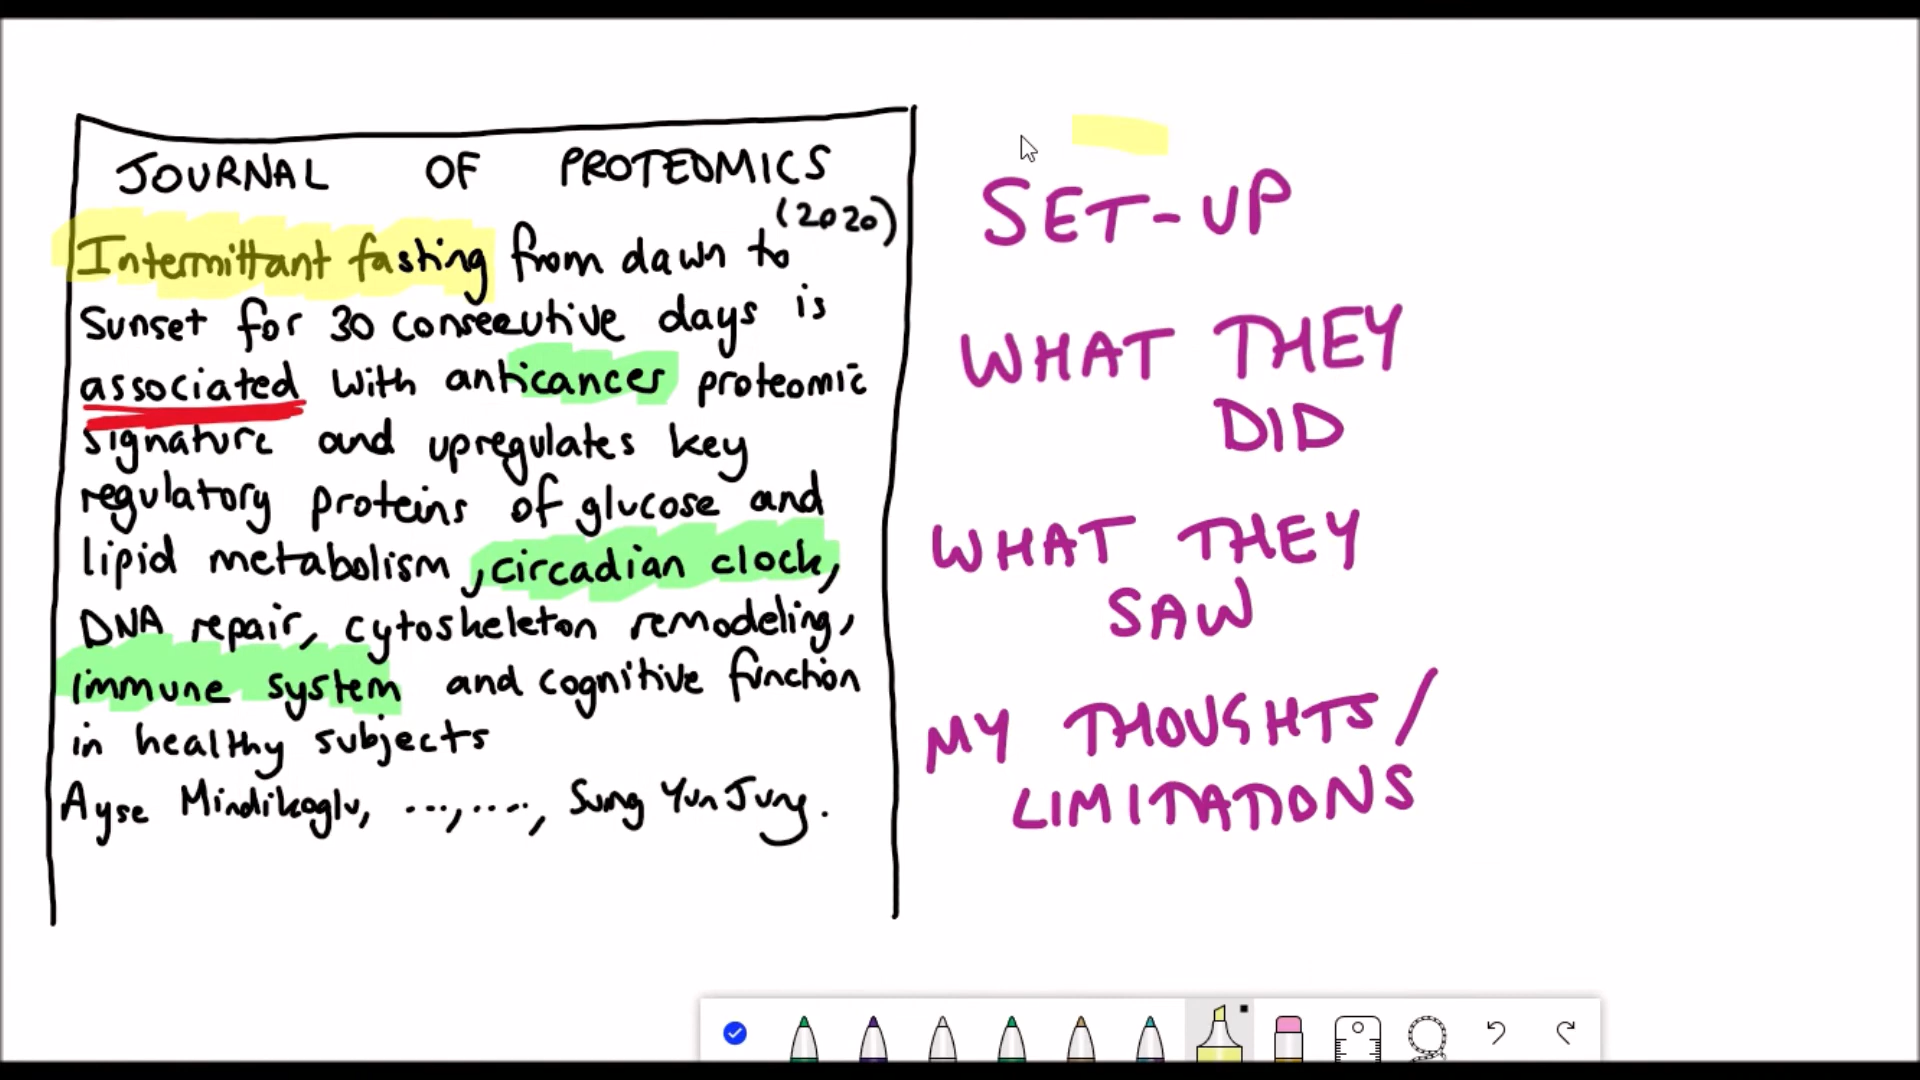 JOURNAL OF PROTEOMICS
(2020)
Intermittant fasting from dawn to
Sunset for 30 consecutive days is
associated with anticancer proteomic
signature and upregulates key
regulatory proteins of glucose and
lipid metabolism, circadian clock,
DNA repair, cytoskeleton remodeling,
immune system and cognitive function
in healthy subjects
Ayse Mindikoglu, ...,...., Sung Yun Jung.
SET-UP
WHAT THEY
DID
WHAT THEY
SAW
MY THOUGHTS/
LIMITATIONS